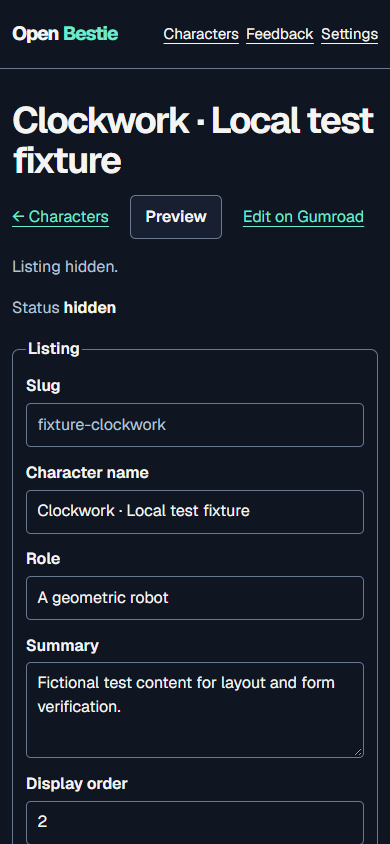 Open Bestie
Characters Feedback Settings
Clockwork · Local test
fixture
← Characters
Preview
Edit on Gumroad
Listing hidden.
Status hidden
Listing
Slug
fixture-clockwork
Character name
Clockwork · Local test fixture
Role
A geometric robot
Summary
Fictional test content for layout and form
verification.
Display order
2